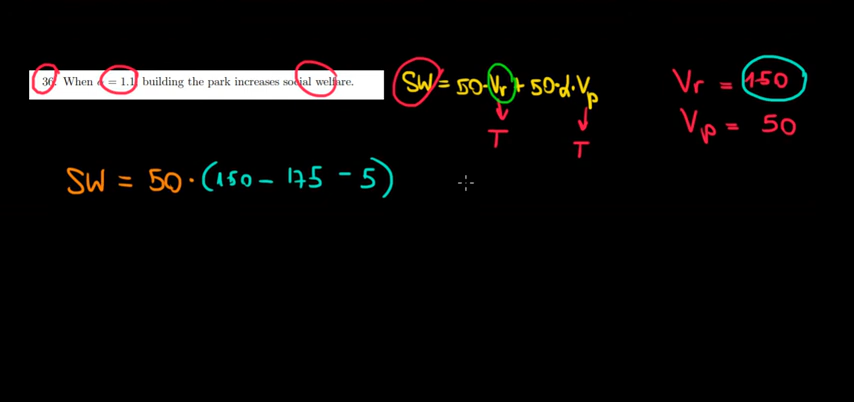 36. When α = 1.1, building the park increases social welfare.
SW = 50·Vr + 50·d·Vp
T
T
Vr = 150
Vp = 50
SW = 50·(150 - 175 - 5)